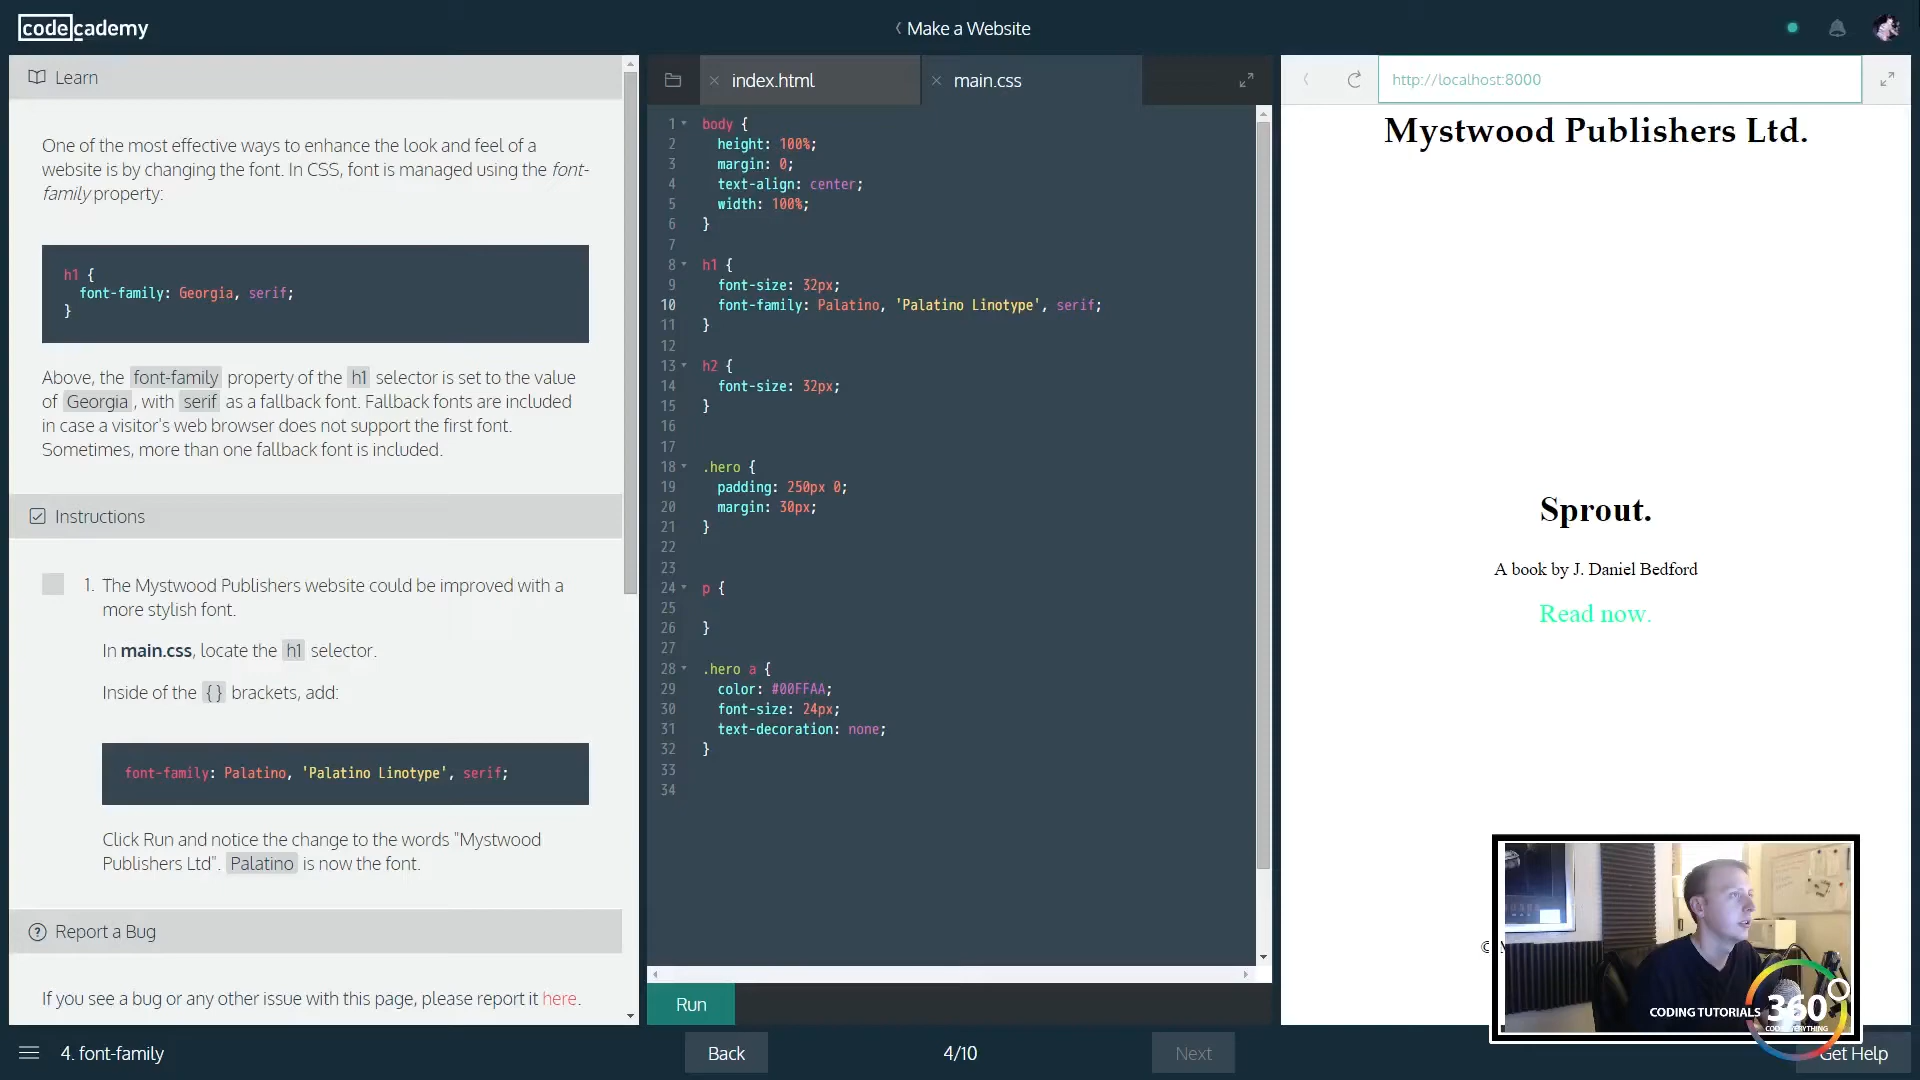 codecademy
Make a Website
Learn
One of the most effective ways to enhance the look and feel of a
website is by changing the font. In CSS, font is managed using the font-
family property:
h1 {
font-family: Georgia, serif;
}
Above, the font-family property of the h1 selector is set to the value
of Georgia, with serif as a fallback font. Fallback fonts are included
in case a visitor's web browser does not support the first font.
Sometimes, more than one fallback font is included.
Instructions
1. The Mystwood Publishers website could be improved with a
more stylish font.
In main.css, locate the h1 selector.
Inside of the {} brackets, add:
font-family: Palatino, 'Palatino Linotype', serif;
Click Run and notice the change to the words "Mystwood
Publishers Ltd". Palatino is now the font.
Report a Bug
If you see a bug or any other issue with this page, please report it here.
index.html
main.css
1 body {
2 height: 100%;
3 margin: 0;
4 text-align: center;
5 width: 100%;
6 }
7
8 h1 {
9 font-size: 32px;
10 font-family: Palatino, 'Palatino Linotype', serif;
11 }
12
13 h2 {
14 font-size: 32px;
15 }
16
17
18 .hero {
19 padding: 250px 0;
20 margin: 30px;
21 }
22
23
24 p {
25
26 }
27
28 .hero a {
29 color: #00FFAA;
30 font-size: 24px;
31 text-decoration: none;
32 }
33
34
Run
http://localhost:8000
Mystwood Publishers Ltd.
Sprout.
A book by J. Daniel Bedford
Read now.
©
CODING TUTORIALS 360
CODE EVERYTHING
4. font-family
Back
4/10
Next
Get Help